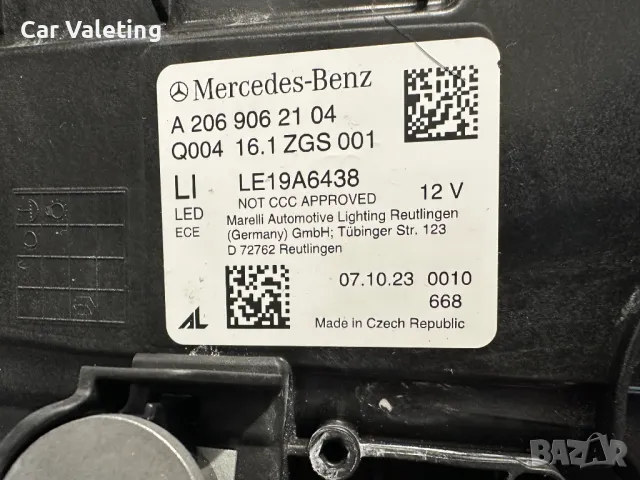 Car Valeting
Mercedes-Benz
A 206 906 21 04
Q004 16.1 ZGS 001
LI LE19A6438
NOT CCC APPROVED 12 V
LED
ECE
Marelli Automotive Lighting Reutlingen
(Germany) GmbH; Tübinger Str. 123
D 72762 Reutlingen
07.10.23 0010
668
AL
Made in Czech Republic
BAZAR